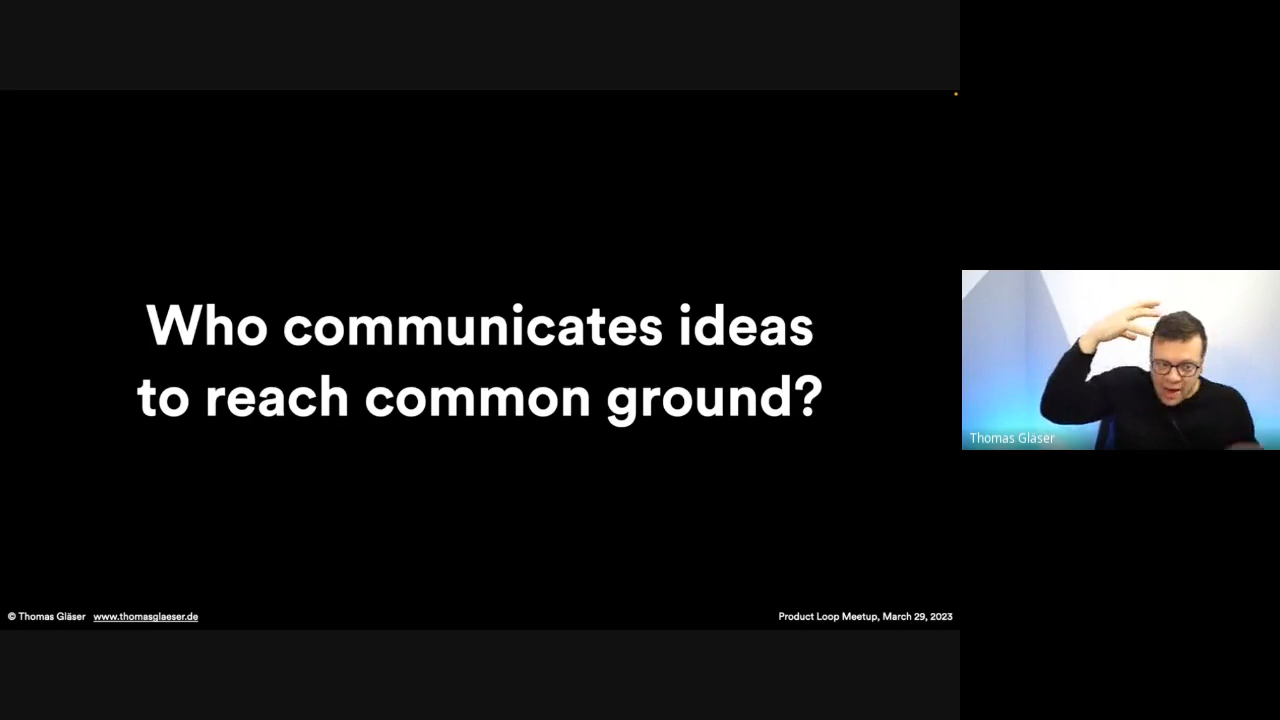 Who communicates ideas
to reach common ground?
Thomas Gläser
© Thomas Gläser www.thomasglaeser.de
Product Loop Meetup, March 29, 2023